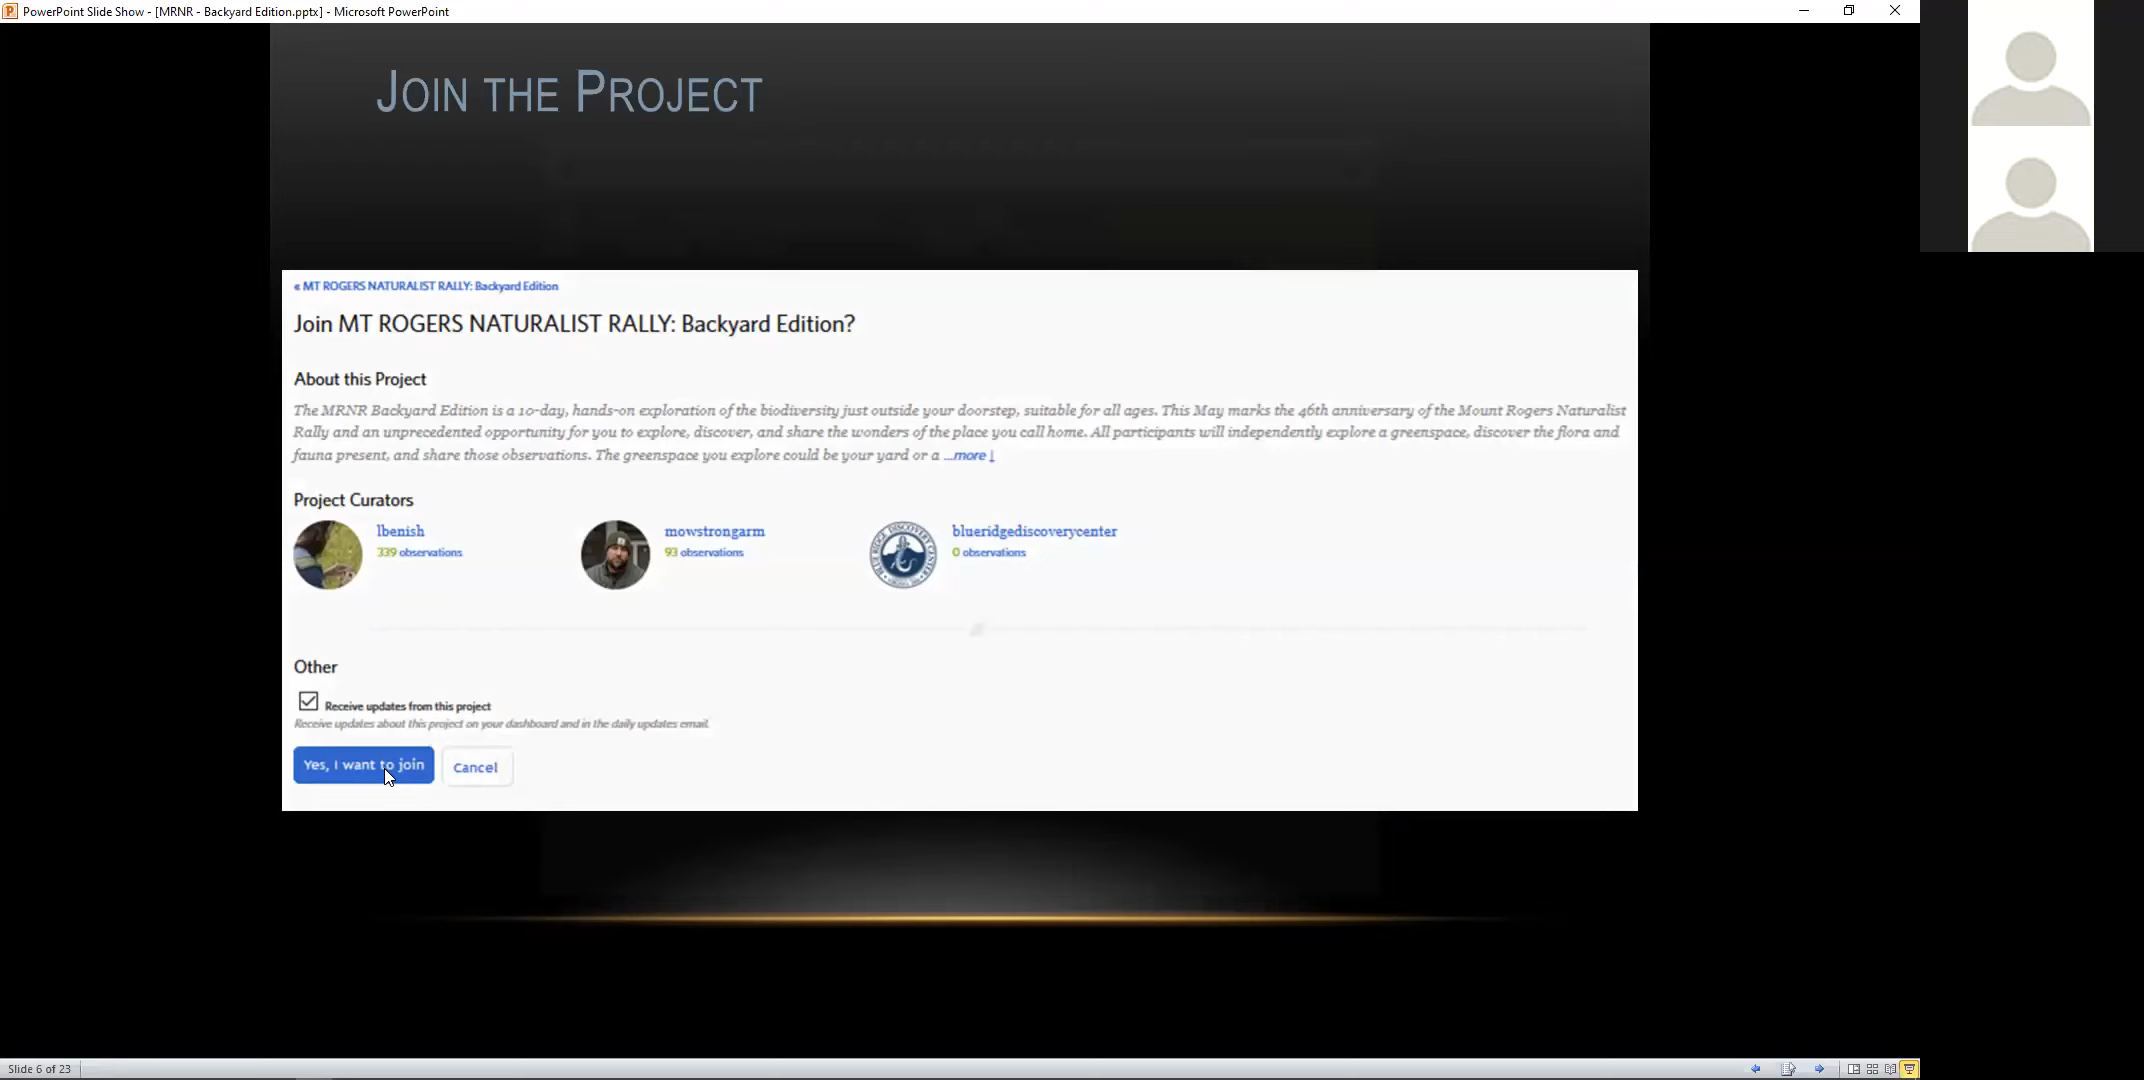 PowerPoint Slide Show - [MRNR - Backyard Edition.pptx] - Microsoft PowerPoint
JOIN THE PROJECT
« MT ROGERS NATURALIST RALLY: Backyard Edition
Join MT ROGERS NATURALIST RALLY: Backyard Edition?
About this Project
The MRNR Backyard Edition is a 10-day, hands-on exploration of the biodiversity just outside your doorstep, suitable for all ages. This May marks the 46th anniversary of the Mount Rogers Naturalist
Rally and an unprecedented opportunity for you to explore, discover, and share the wonders of the place you call home. All participants will independently explore a greenspace, discover the flora and
fauna present, and share those observations. The greenspace you explore could be your yard or a ...more ↓
Project Curators
lbenish
339 observations
mowstrongarm
93 observations
BLUE RIDGE DISCOVERY CENTER
blueridgediscoverycenter
0 observations
Other
Receive updates from this project
Receive updates about this project on your dashboard and in the daily updates email.
Yes, I want to join
Cancel
Slide 6 of 23